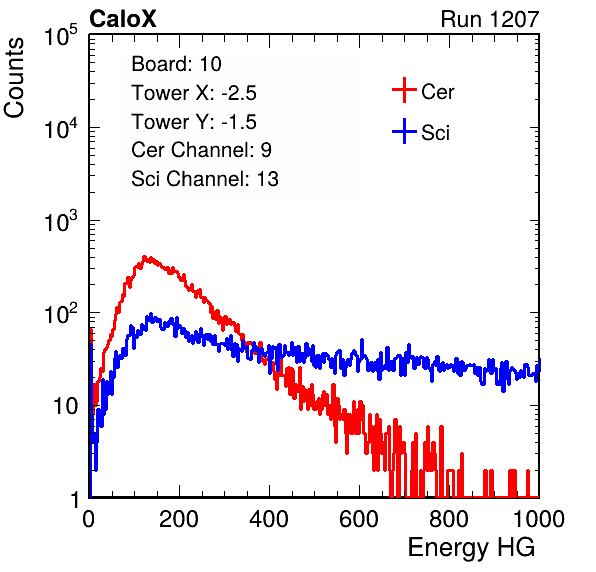 CaloX Run 1207
Counts
Board: 10
Tower X: -2.5
Tower Y: -1.5
Cer Channel: 9
Sci Channel: 13
Cer
Sci
10^5
10^4
10^3
10^2
10
1
0 200 400 600 800 1000
Energy HG